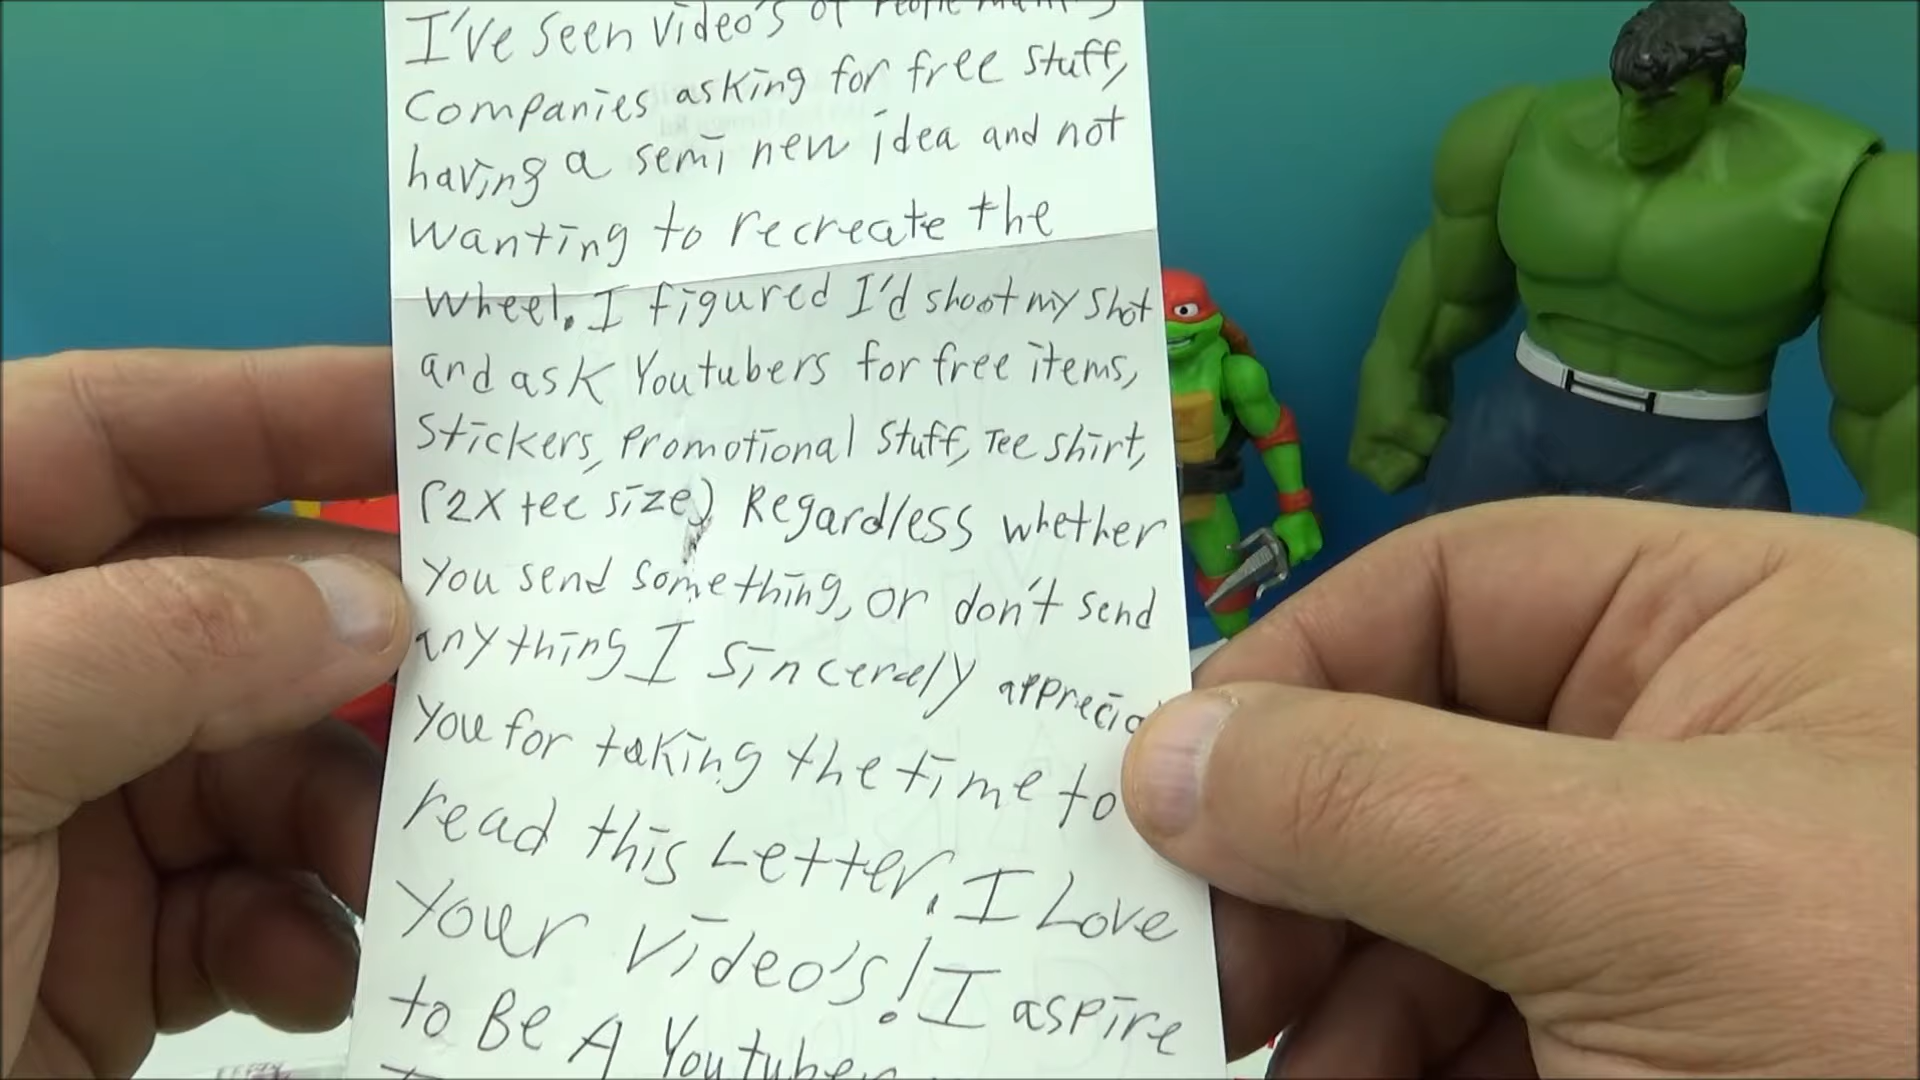 I've seen video's of People
Companies asking for free stuff,
having a semi new idea and not
wanting to recreate the
wheel. I figured I'd shoot my shot
and ask Youtubers for free items,
Stickers, Promotional Stuff, Tee shirt,
(2X tee size) Regardless whether
You send something, or don't send
anything I sincerely apprecia
You for taking the time to
read this Letter. I Love
Your video's! I aspire
to Be A Youtuber